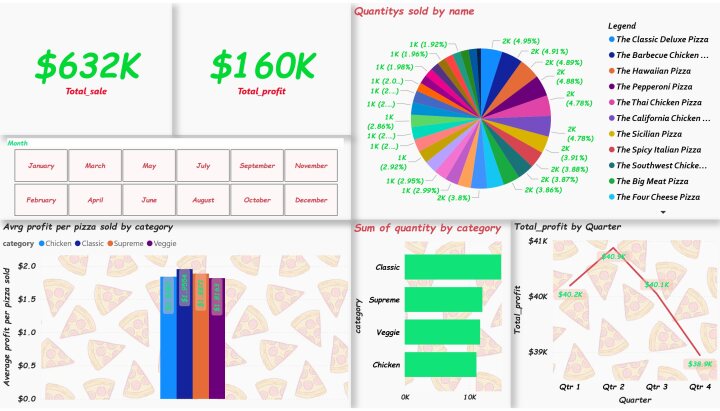 $632K
Total_sale
$160K
Total_profit
Month
January
March
May
July
September
November
February
April
June
August
October
December
Quantitys sold by name
2K (4.95%)
2K (4.91%)
2K (4.89%)
2K
(4.88%)
2K
(4.78%)
2K
(4.78%)
2K
(3.91%)
2K (3.88%)
2K (3.87%)
2K (3.86%)
2K (3.8%)
1K (2.99%)
1K (2.95%)
1K
(2.92%)
1K (2...)
1K
(2.86%)
1K (2...)
1K (2...)
1K (2.0...)
1K (1.98%)
1K (1.96%)
1K (1.92%)
Legend
The Classic Deluxe Pizza
The Barbecue Chicken ...
The Hawaiian Pizza
The Pepperoni Pizza
The Thai Chicken Pizza
The California Chicken ...
The Sicilian Pizza
The Spicy Italian Pizza
The Southwest Chicke...
The Big Meat Pizza
The Four Cheese Pizza
Avrg profit per pizza sold by category
category Chicken Classic Supreme Veggie
Average profit per pizza sold
$2.0
$1.5
$1.0
$0.5
$0.0
Sum of quantity by category
category
Classic
Supreme
Veggie
Chicken
0K 10K
Total_profit by Quarter
Total_profit
$41K
$40K
$39K
$40.2K
$40.9K
$40.1K
$38.9K
Qtr 1 Qtr 2 Qtr 3 Qtr 4
Quarter